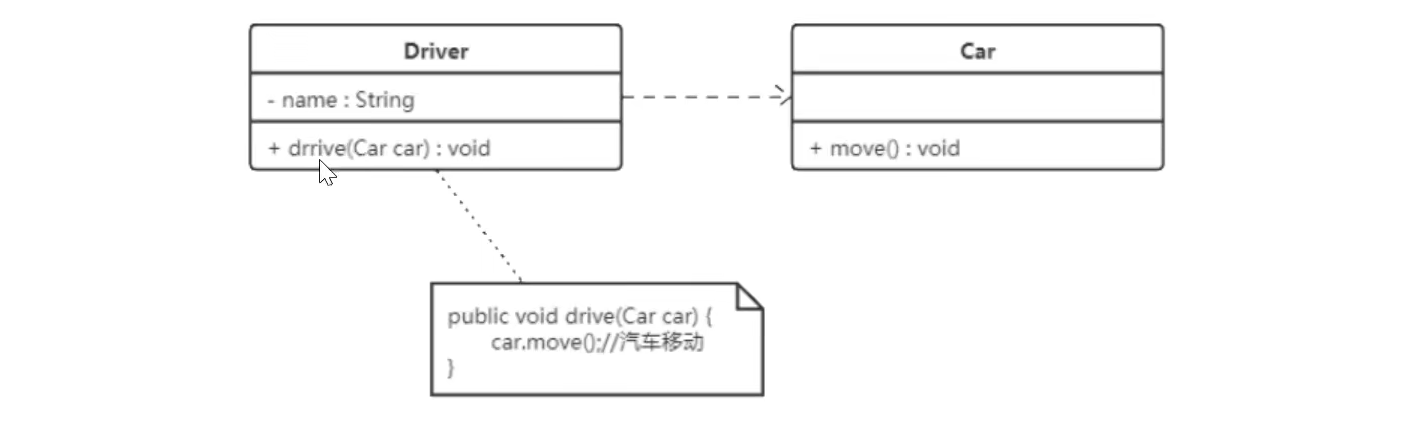 Driver
- name : String
+ drrive(Car car) : void
Car
+ move() : void
public void drive(Car car) {
car.move();//汽车移动
}